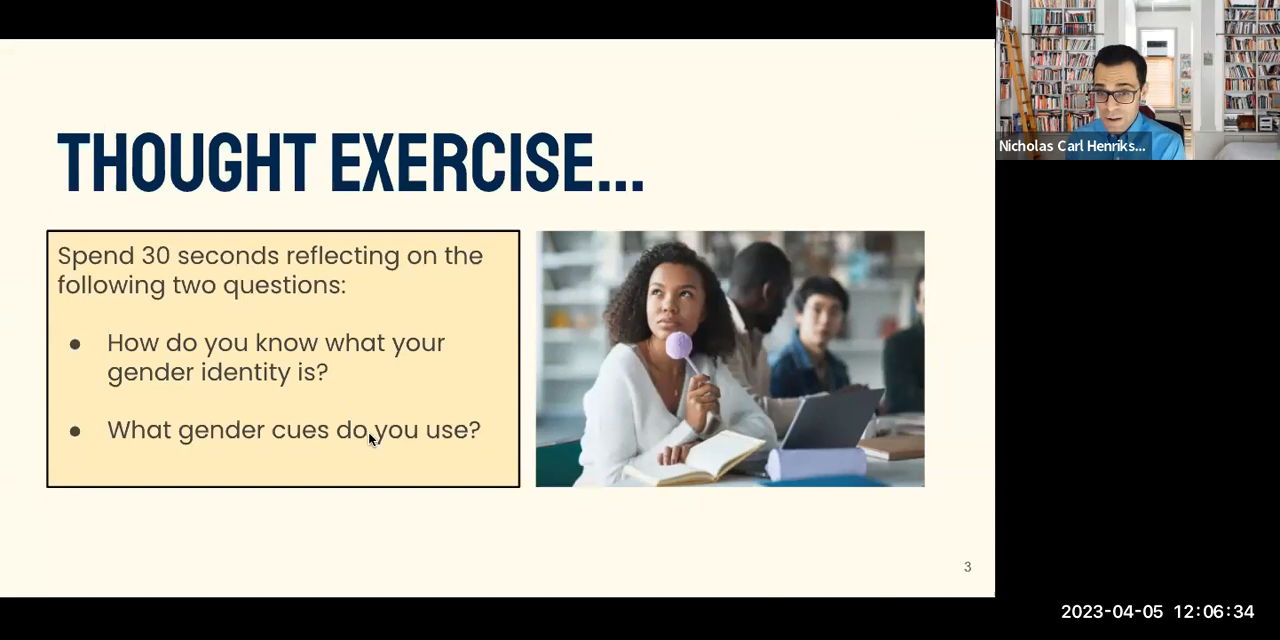 THOUGHT EXERCISE...
Spend 30 seconds reflecting on the
following two questions:
● How do you know what your
gender identity is?
● What gender cues do you use?
3
Nicholas Carl Henriks...
2023-04-05 12:06:34